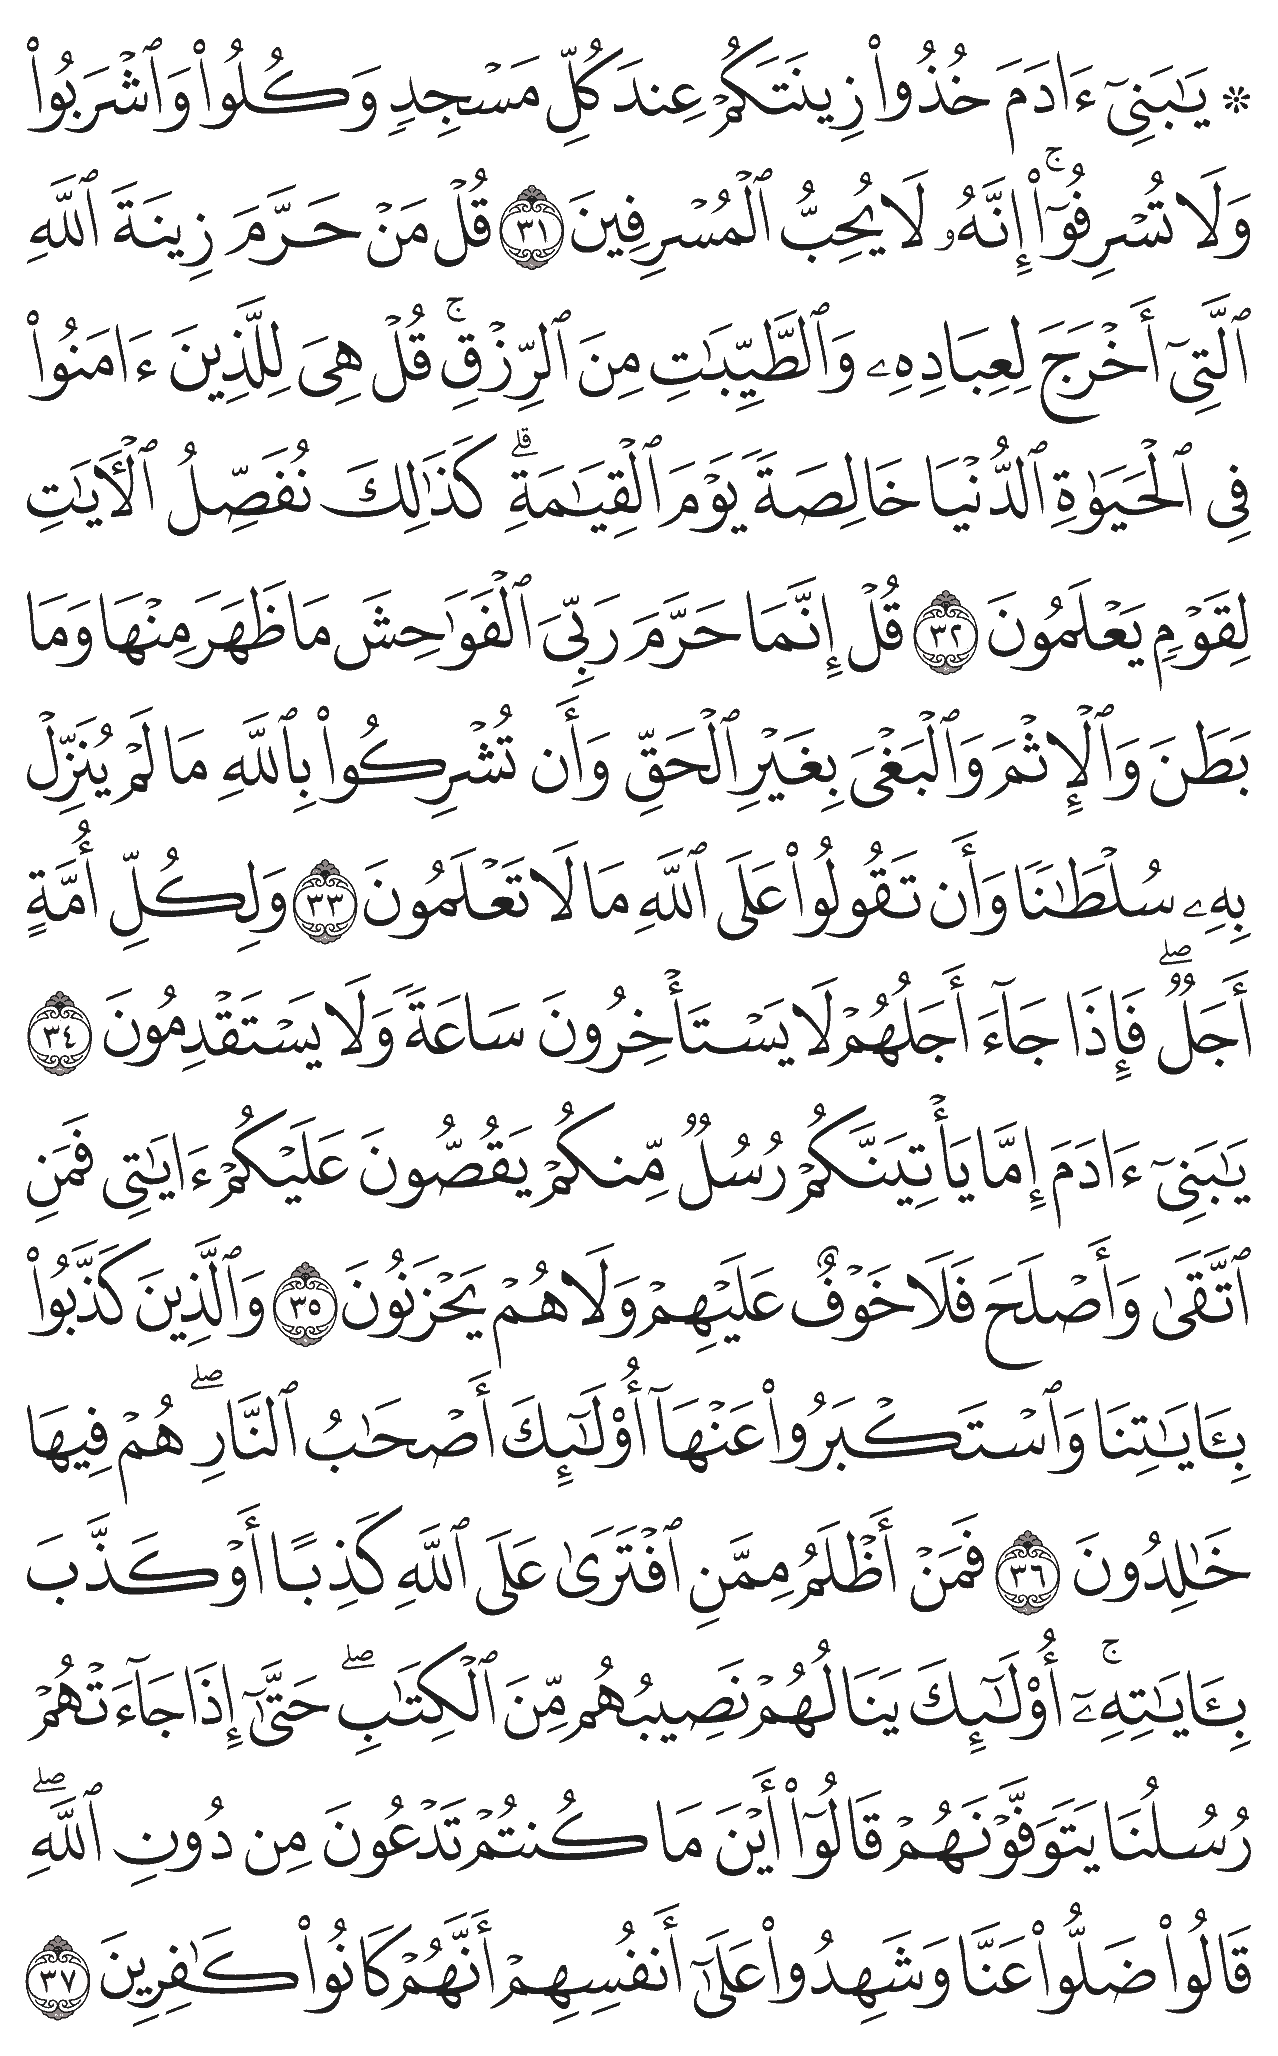 ۞ يَٰبَنِيٓ ءَادَمَ خُذُواْ زِينَتَكُمۡ عِندَ كُلِّ مَسۡجِدٖ وَكُلُواْ وَٱشۡرَبُواْ
وَلَا تُسۡرِفُوٓاْۚ إِنَّهُۥ لَا يُحِبُّ ٱلۡمُسۡرِفِينَ ٣١ قُلۡ مَنۡ حَرَّمَ زِينَةَ ٱللَّهِ
ٱلَّتِيٓ أَخۡرَجَ لِعِبَادِهِۦ وَٱلطَّيِّبَٰتِ مِنَ ٱلرِّزۡقِۚ قُلۡ هِيَ لِلَّذِينَ ءَامَنُواْ
فِي ٱلۡحَيَوٰةِ ٱلدُّنۡيَا خَالِصَةٗ يَوۡمَ ٱلۡقِيَٰمَةِۗ كَذَٰلِكَ نُفَصِّلُ ٱلۡأٓيَٰتِ
لِقَوۡمٖ يَعۡلَمُونَ ٣٢ قُلۡ إِنَّمَا حَرَّمَ رَبِّيَ ٱلۡفَوَٰحِشَ مَا ظَهَرَ مِنۡهَا وَمَا
بَطَنَ وَٱلۡإِثۡمَ وَٱلۡبَغۡيَ بِغَيۡرِ ٱلۡحَقِّ وَأَن تُشۡرِكُواْ بِٱللَّهِ مَا لَمۡ يُنَزِّلۡ
بِهِۦ سُلۡطَٰنٗا وَأَن تَقُولُواْ عَلَى ٱللَّهِ مَا لَا تَعۡلَمُونَ ٣٣ وَلِكُلِّ أُمَّةٍ
أَجَلٞۖ فَإِذَا جَآءَ أَجَلُهُمۡ لَا يَسۡتَأۡخِرُونَ سَاعَةٗ وَلَا يَسۡتَقۡدِمُونَ ٣٤
يَٰبَنِيٓ ءَادَمَ إِمَّا يَأۡتِيَنَّكُمۡ رُسُلٞ مِّنكُمۡ يَقُصُّونَ عَلَيۡكُمۡ ءَايَٰتِي فَمَنِ
ٱتَّقَىٰ وَأَصۡلَحَ فَلَا خَوۡفٌ عَلَيۡهِمۡ وَلَا هُمۡ يَحۡزَنُونَ ٣٥ وَٱلَّذِينَ كَذَّبُواْ
بِـَٔايَٰتِنَا وَٱسۡتَكۡبَرُواْ عَنۡهَآ أُوْلَٰٓئِكَ أَصۡحَٰبُ ٱلنَّارِۖ هُمۡ فِيهَا
خَٰلِدُونَ ٣٦ فَمَنۡ أَظۡلَمُ مِمَّنِ ٱفۡتَرَىٰ عَلَى ٱللَّهِ كَذِبًا أَوۡ كَذَّبَ
بِـَٔايَٰتِهِۦٓۚ أُوْلَٰٓئِكَ يَنَالُهُمۡ نَصِيبُهُم مِّنَ ٱلۡكِتَٰبِۖ حَتَّىٰٓ إِذَا جَآءَتۡهُمۡ
رُسُلُنَا يَتَوَفَّوۡنَهُمۡ قَالُوٓاْ أَيۡنَ مَا كُنتُمۡ تَدۡعُونَ مِن دُونِ ٱللَّهِۖ
قَالُواْ ضَلُّواْ عَنَّا وَشَهِدُواْ عَلَىٰٓ أَنفُسِهِمۡ أَنَّهُمۡ كَانُواْ كَٰفِرِينَ ٣٧